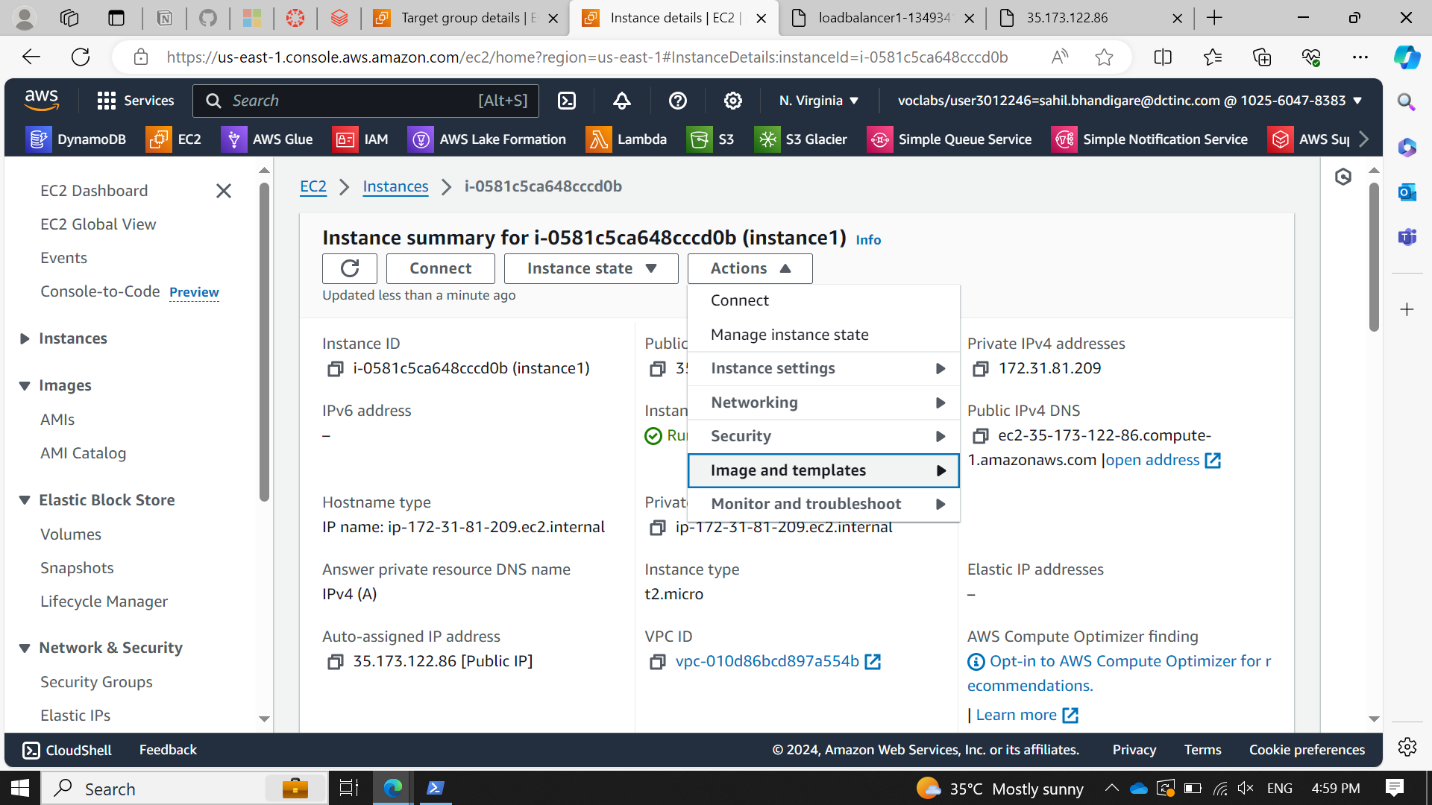 Target group details | E
Instance details | EC2 |
loadbalancer1-134934
35.173.122.86
https://us-east-1.console.aws.amazon.com/ec2/home?region=us-east-1#InstanceDetails:instanceId=i-0581c5ca648cccd0b
aws
Services
Search [Alt+S]
N. Virginia
voclabs/user3012246=sahil.bhandigare@dctinc.com @ 1025-6047-8383
DynamoDB
EC2
AWS Glue
IAM
AWS Lake Formation
Lambda
S3
S3 Glacier
Simple Queue Service
Simple Notification Service
AWS Sup
EC2 Dashboard
EC2 Global View
Events
Console-to-Code Preview
Instances
Images
AMIs
AMI Catalog
Elastic Block Store
Volumes
Snapshots
Lifecycle Manager
Network & Security
Security Groups
Elastic IPs
EC2 > Instances > i-0581c5ca648cccd0b
Instance summary for i-0581c5ca648cccd0b (instance1) Info
Connect
Instance state
Actions
Updated less than a minute ago
Connect
Manage instance state
Instance settings
Networking
Security
Image and templates
Monitor and troubleshoot
Instance ID
i-0581c5ca648cccd0b (instance1)
Public
35
Private IPv4 addresses
172.31.81.209
IPv6 address
–
Instan
Run
Public IPv4 DNS
ec2-35-173-122-86.compute-
1.amazonaws.com |open address
Hostname type
IP name: ip-172-31-81-209.ec2.internal
Privat
ip-172-31-81-209.ec2.internal
Answer private resource DNS name
IPv4 (A)
Instance type
t2.micro
Elastic IP addresses
–
Auto-assigned IP address
35.173.122.86 [Public IP]
VPC ID
vpc-010d86bcd897a554b
AWS Compute Optimizer finding
Opt-in to AWS Compute Optimizer for r
ecommendations.
| Learn more
CloudShell
Feedback
© 2024, Amazon Web Services, Inc. or its affiliates.
Privacy
Terms
Cookie preferences
Search
35°C Mostly sunny
ENG
4:59 PM